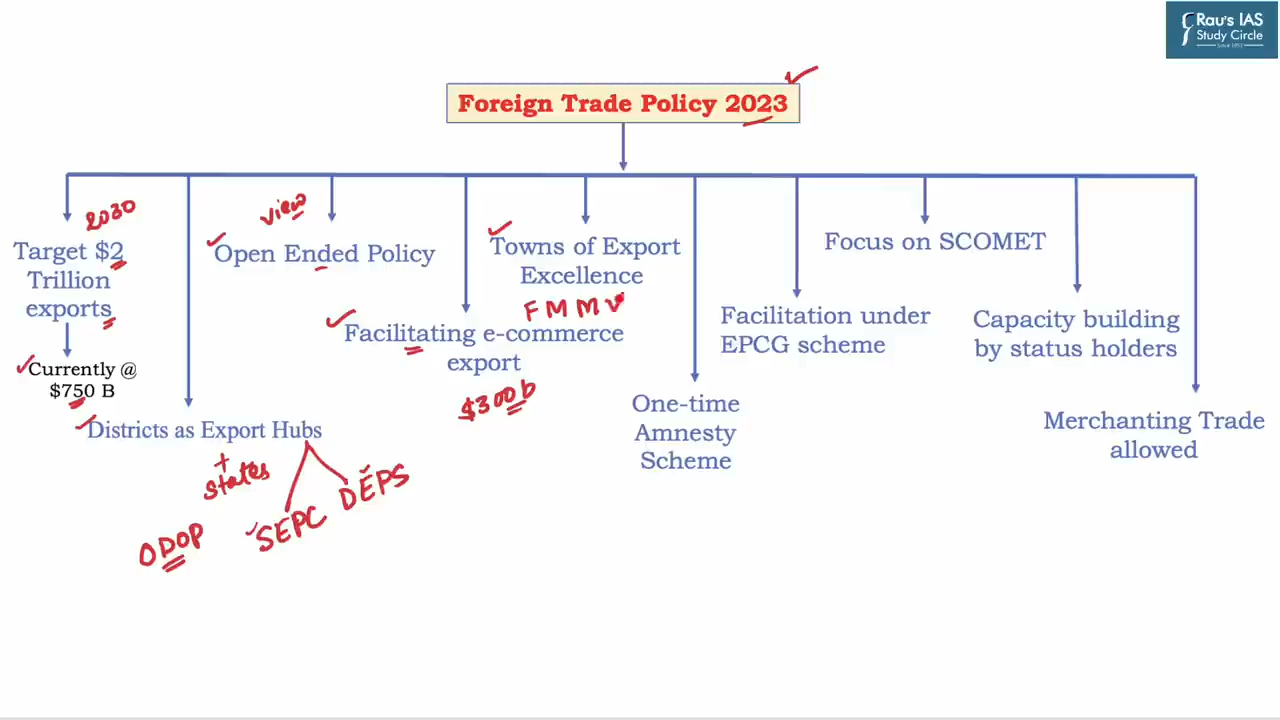 Rau's IAS
Study Circle
Since 1953
Foreign Trade Policy 2023
2030
Target $2
Trillion
exports
Currently @
$750 B
Districts as Export Hubs
+
states
ODOP
SEPC
DEPS
view
Open Ended Policy
Facilitating e-commerce
export
$300b
Towns of Export
Excellence
FMMV
One-time
Amnesty
Scheme
Facilitation under
EPCG scheme
Focus on SCOMET
Capacity building
by status holders
Merchanting Trade
allowed